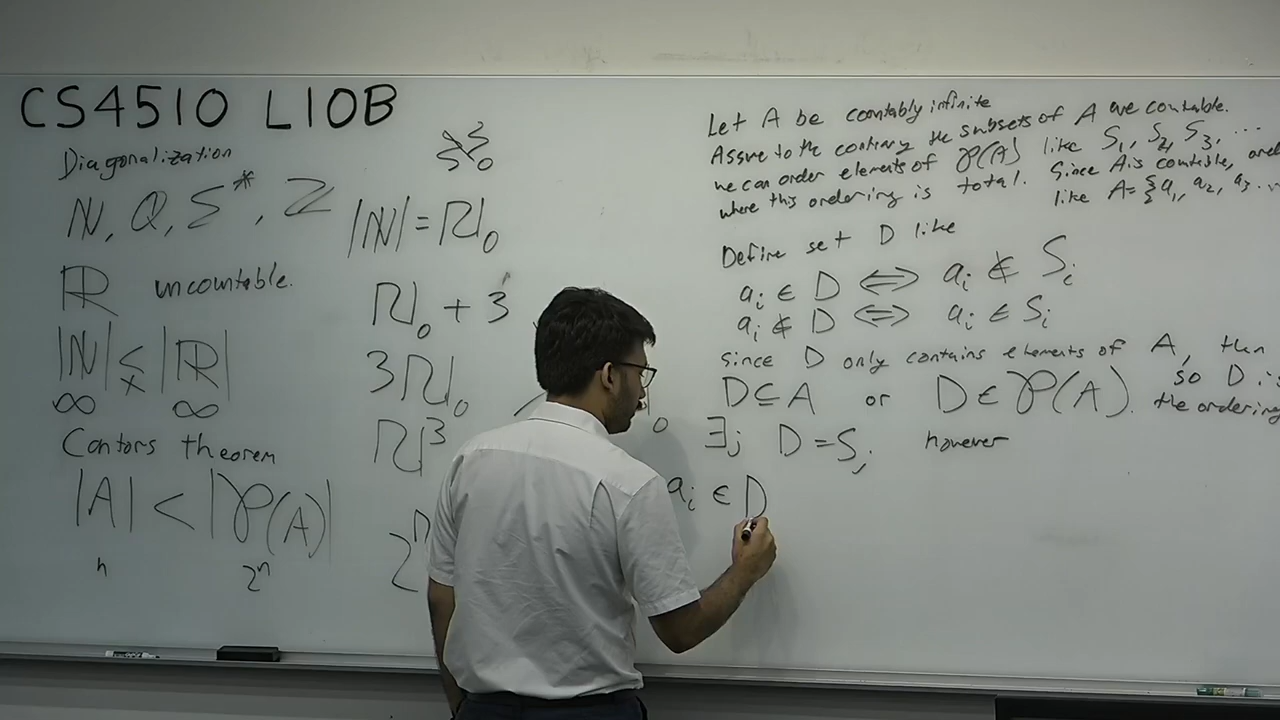 CS4510 L10B
Diagonalization
ℕ, ℚ, Σ*, ℤ
ℝ uncountable.
|ℕ| ≨ |ℝ|
∞ ∞
Cantors theorem
|A| < |𝒫(A)|
n 2ⁿ
|ℕ| = ℵ₀
ℵ₀ + 3
3ℵ₀
ℵ³
Let A be countably infinite
Assume to the contrary the subsets of A are countable.
we can order elements of 𝒫(A) like S₁, S₂, S₃, ...
where this ordering is total. Since A is countable,
like A = {a₁, a₂, a₃
Define set D like
aᵢ ∈ D ⟺ aᵢ ∉ Sᵢ
aᵢ ∉ D ⟺ aᵢ ∈ Sᵢ
since D only contains elements of A, then
D ⊆ A or D ∈ 𝒫(A). so D is
the ordering
∃j D = Sⱼ however
aᵢ ∈ D